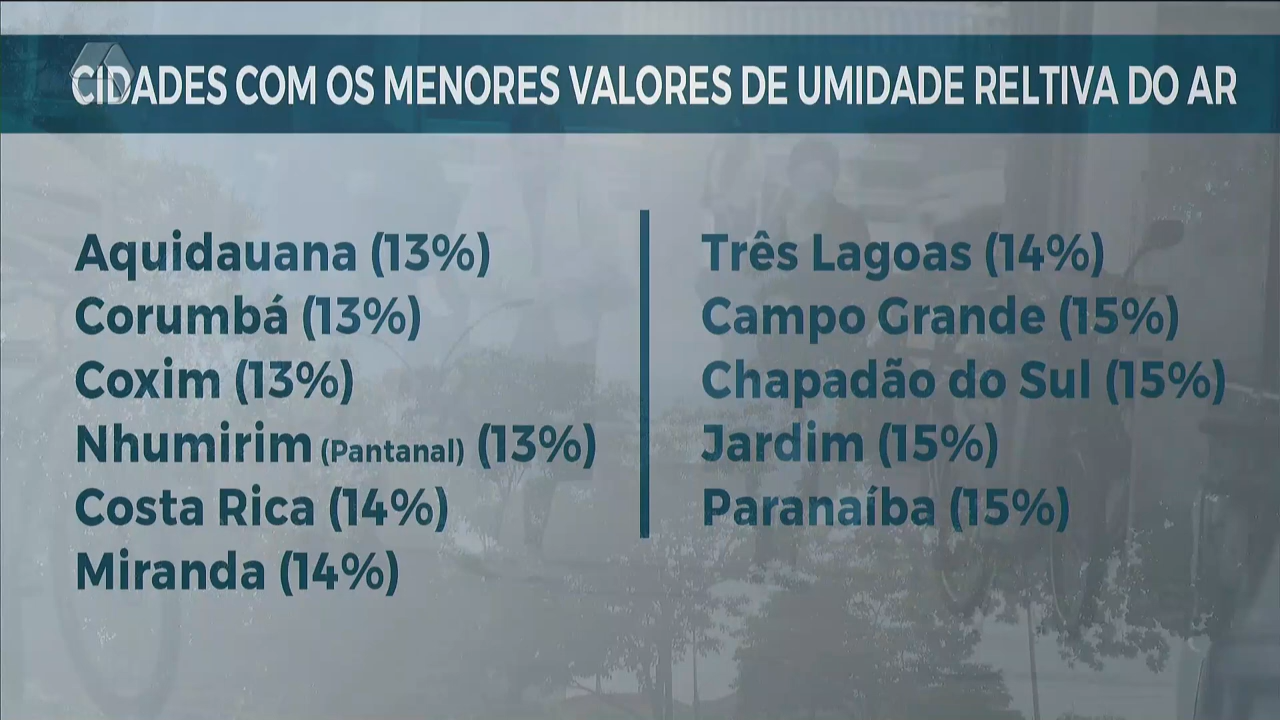 CIDADES COM OS MENORES VALORES DE UMIDADE RELTIVA DO AR
Aquidauana (13%)
Corumbá (13%)
Coxim (13%)
Nhumirim (Pantanal) (13%)
Costa Rica (14%)
Miranda (14%)
Três Lagoas (14%)
Campo Grande (15%)
Chapadão do Sul (15%)
Jardim (15%)
Paranaíba (15%)